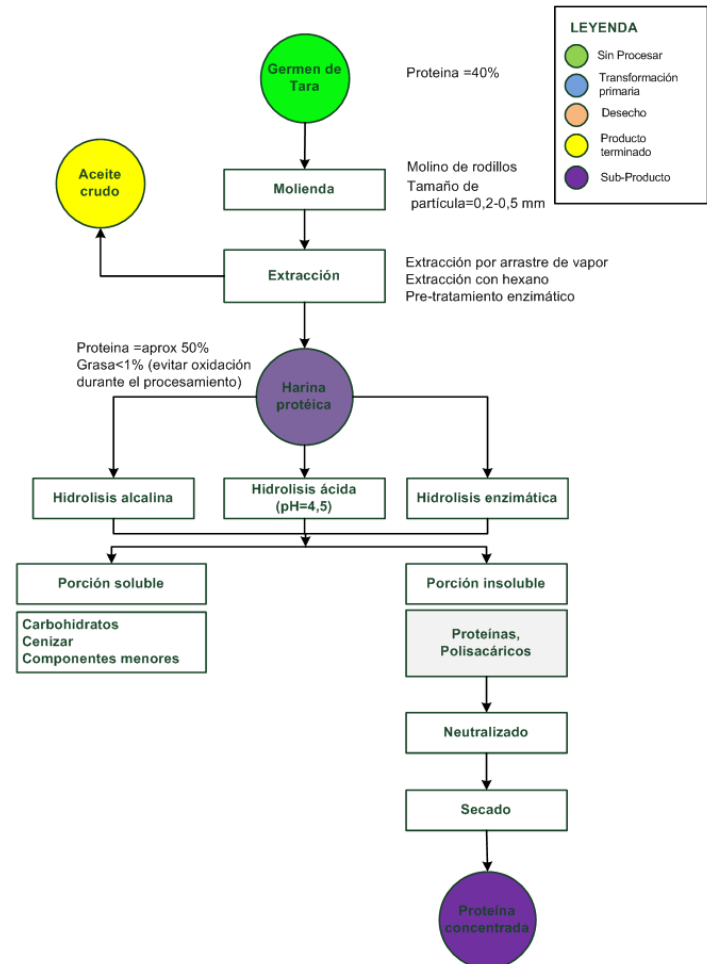 LEYENDA
Sin Procesar
Transformación
primaria
Desecho
Producto
terminado
Sub-Producto
Germen de
Tara
Proteina =40%
Aceite
crudo
Molienda
Molino de rodillos
Tamaño de
partícula=0,2-0,5 mm
Extracción
Extracción por arrastre de vapor
Extracción con hexano
Pre-tratamiento enzimático
Proteina =aprox 50%
Grasa<1% (evitar oxidación
durante el procesamiento)
Harina
protéica
Hidrolisis alcalina
Hidrolisis ácida
(pH=4,5)
Hidrolisis enzimática
Porción soluble
Porción insoluble
Carbohidratos
Cenizar
Componentes menores
Proteínas,
Polisacáricos
Neutralizado
Secado
Proteína
concentrada